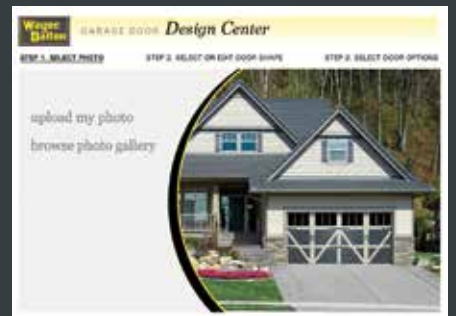 Wayne
Dalton
GARAGE DOOR Design Center
STEP 1. SELECT PHOTO STEP 2. SELECT OR EDIT DOOR SHAPE STEP 3. SELECT DOOR OPTIONS
upload my photo
browse photo gallery